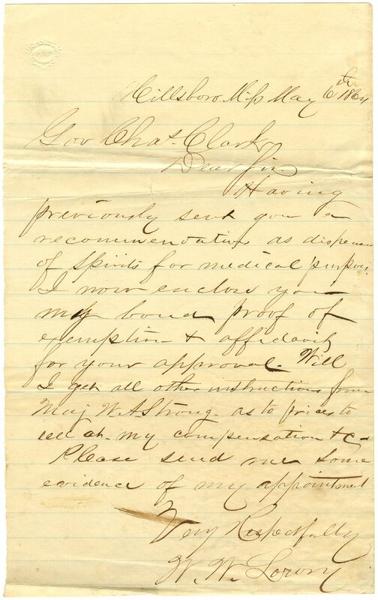 Hillsboro Miss May 6th 1864
Gov Chas. Clark
Dear Sir
Having
previously sent you a
recommendation as dispenser
of spirits for medical purposes
I now enclose you
my bond proof of
exemption & affidavit
for your approval. Will
I get all other instructions from
Maj W. A Strong. as to prices to
sell at. my compensation & c-
Please send me some
evidence of my appointment
Very Respectfully
W. W. Lowry